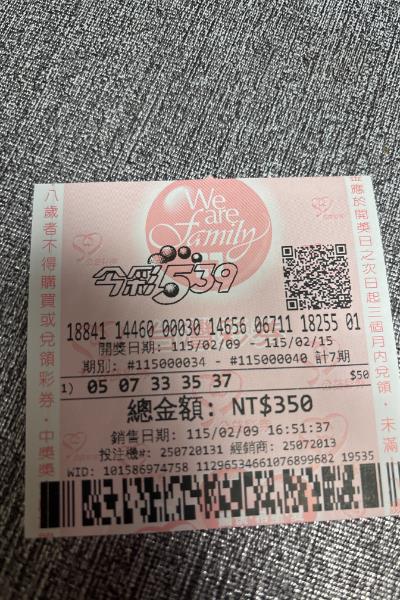 We
are
Family
今彩539
18841 14460 00030 14656 06711 18255 01
開獎日期: 115/02/09 - 115/02/15
期別: #115000034 - #115000040 計7期
1) 05 07 33 35 37 $50
總金額: NT$350
銷售日期: 115/02/09 16:51:37
投注機#: 250720131 經銷商: 25072013
WID: 101586974758 11296534661076899682 19535
八歲者不得購買或兌領彩券。中獎獎
應於開獎日之次日起三個月內兌領。未滿